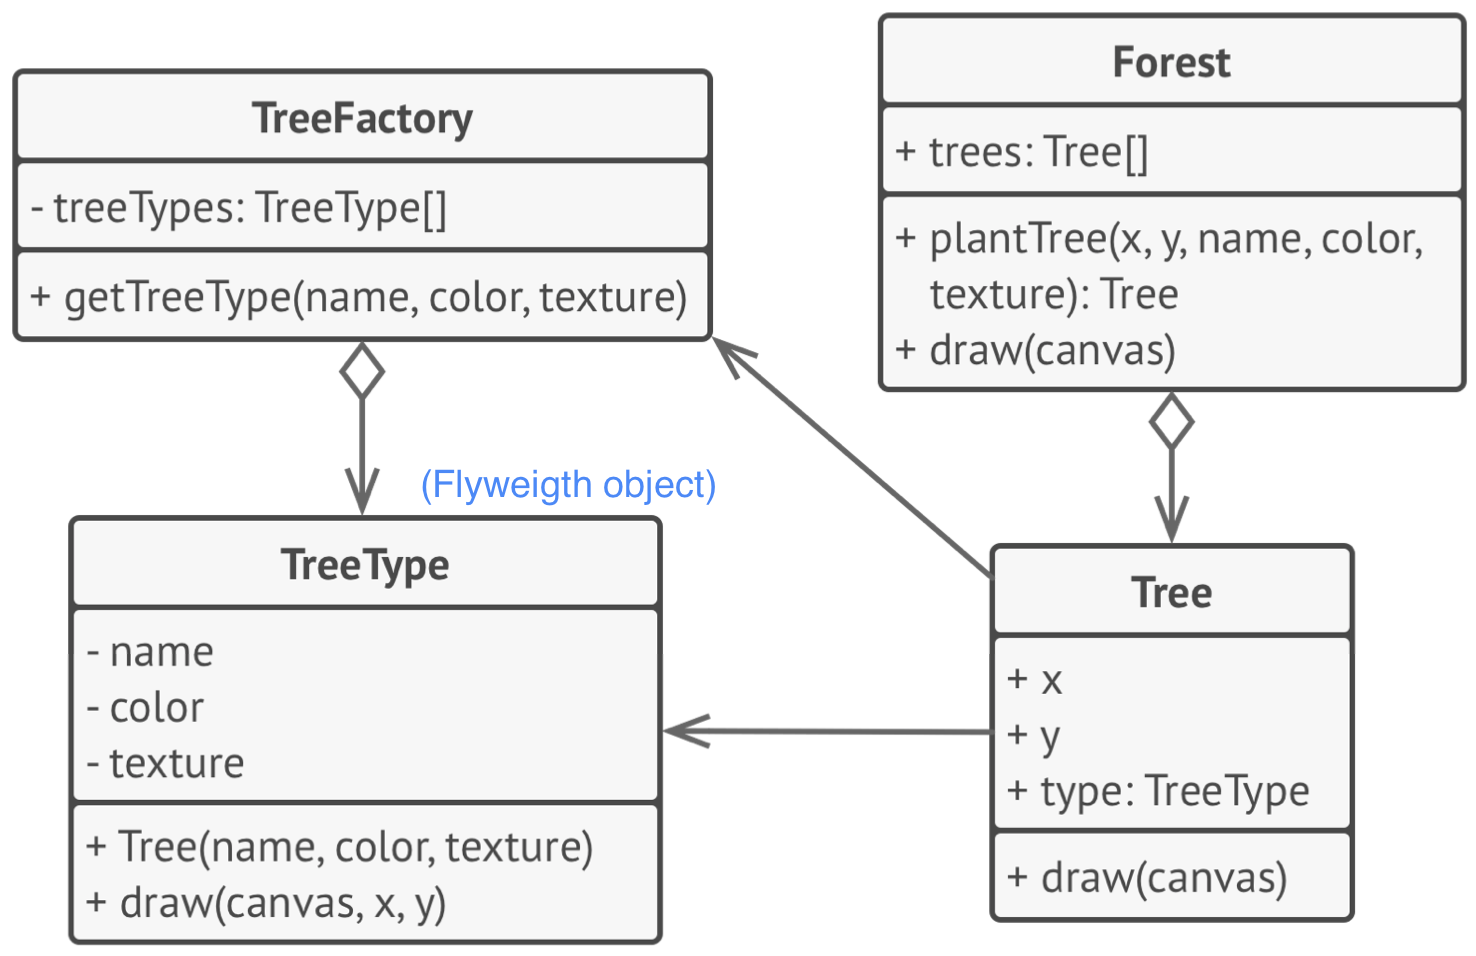 TreeFactory
- treeTypes: TreeType[]
+ getTreeType(name, color, texture)
Forest
+ trees: Tree[]
+ plantTree(x, y, name, color,
texture): Tree
+ draw(canvas)
(Flyweigth object)
TreeType
- name
- color
- texture
+ Tree(name, color, texture)
+ draw(canvas, x, y)
Tree
+ x
+ y
+ type: TreeType
+ draw(canvas)